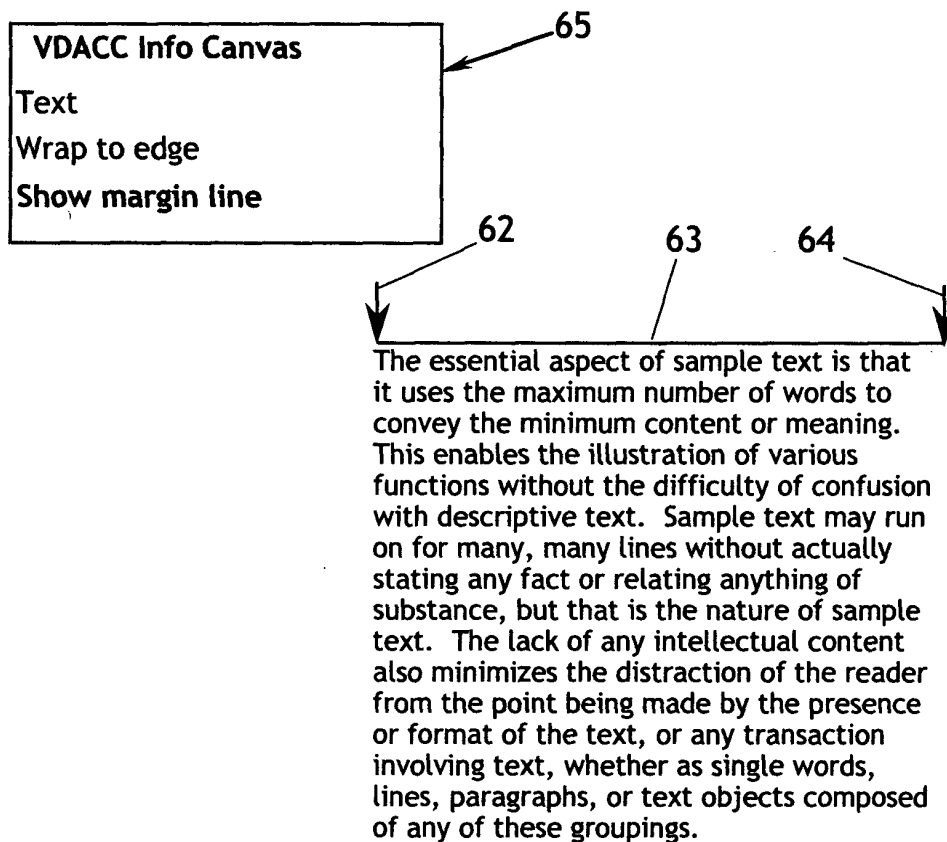 65
VDACC Info Canvas
Text
Wrap to edge
Show margin line
62
63
64
The essential aspect of sample text is that
it uses the maximum number of words to
convey the minimum content or meaning.
This enables the illustration of various
functions without the difficulty of confusion
with descriptive text.  Sample text may run
on for many, many lines without actually
stating any fact or relating anything of
substance, but that is the nature of sample
text.  The lack of any intellectual content
also minimizes the distraction of the reader
from the point being made by the presence
or format of the text, or any transaction
involving text, whether as single words,
lines, paragraphs, or text objects composed
of any of these groupings.